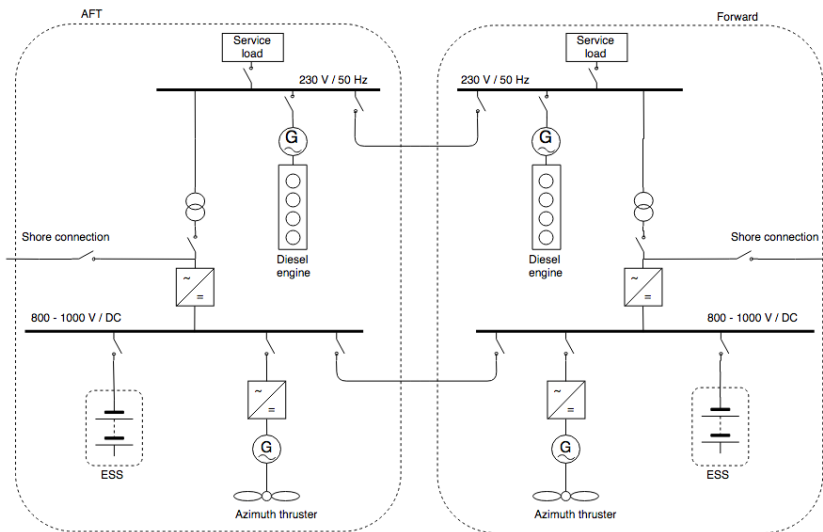 AFT
Forward
Service
load
Service
load
230 V / 50 Hz
230 V / 50 Hz
G
G
Diesel
engine
Diesel
engine
Shore connection
Shore connection
~
=
~
=
800 - 1000 V / DC
800 - 1000 V / DC
~
=
~
=
G
G
ESS
ESS
Azimuth thruster
Azimuth thruster